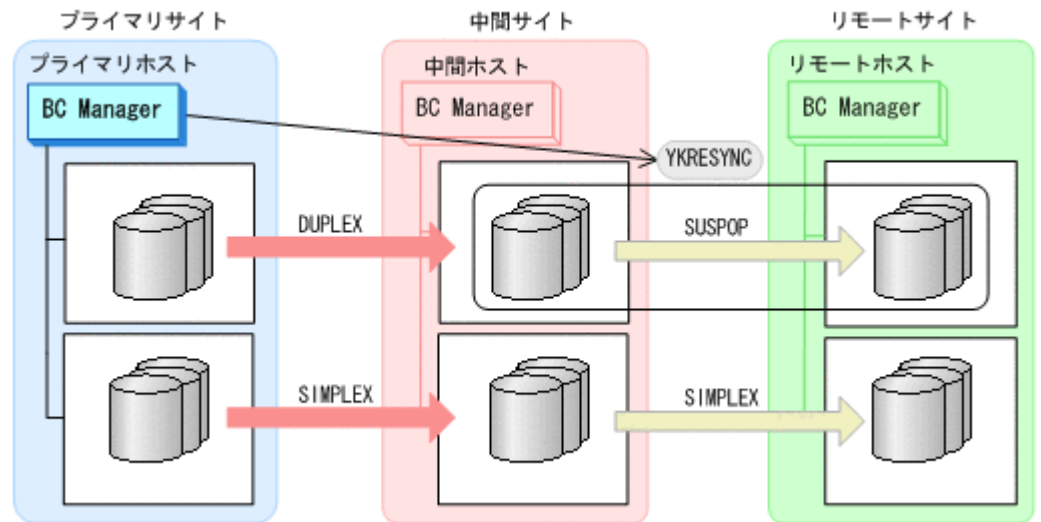 プライマリサイト
中間サイト
リモートサイト
プライマリホスト
中間ホスト
リモートホスト
BC Manager
BC Manager
BC Manager
YKRESYNC
DUPLEX
SUSPOP
SIMPLEX
SIMPLEX